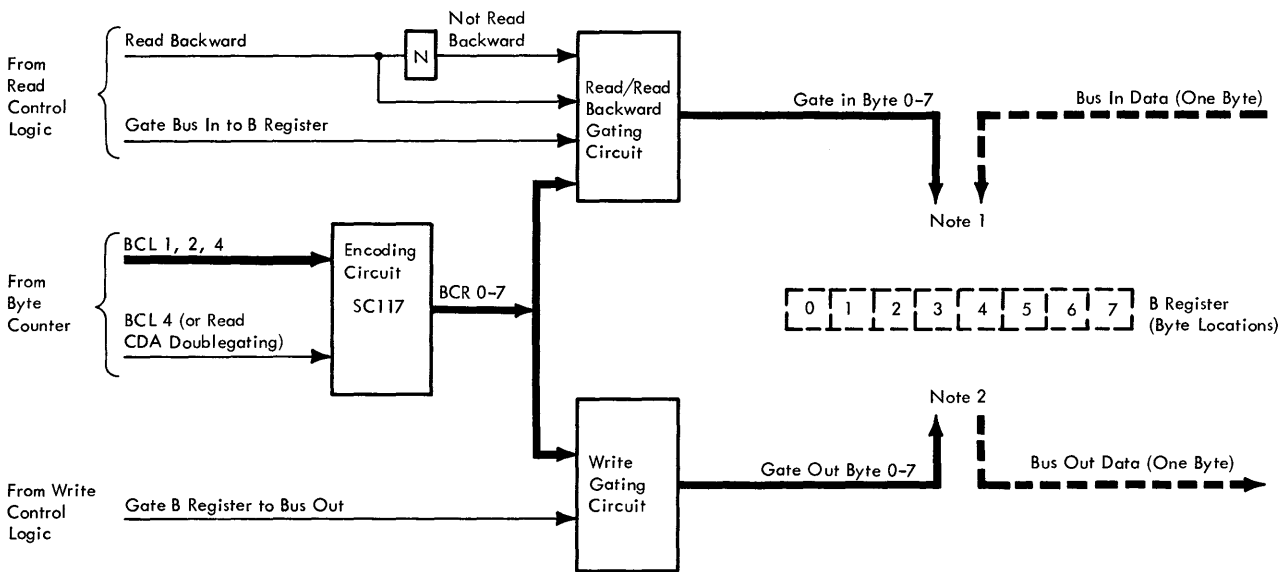 From
Read
Control
Logic
Read Backward
N
Not Read
Backward
Gate Bus In to B Register
Read/Read
Backward
Gating
Circuit
Gate in Byte 0-7
Bus In Data (One Byte)
Note 1
From
Byte
Counter
BCL 1, 2, 4
BCL 4 (or Read
CDA Doublegating)
Encoding
Circuit
SC117
BCR 0-7
0 1 2 3 4 5 6 7
B Register
(Byte Locations)
Note 2
From Write
Control
Logic
Gate B Register to Bus Out
Write
Gating
Circuit
Gate Out Byte 0-7
Bus Out Data (One Byte)